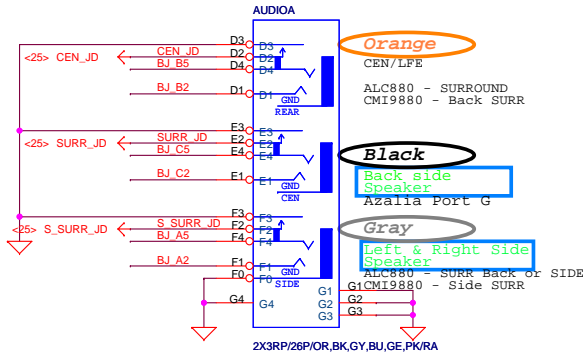 AUDIOA
D3 D3 Orange
<25> CEN_JD CEN_JD D2 D2 CEN/LFE
BJ_B5 D4 D4
BJ_B2 D1 D1 ALC880 - SURROUND
GND CMI9880 - Back SURR
REAR
E3 E3
<25> SURR_JD SURR_JD E2 E2 Black
BJ_C5 E4 E4
BJ_C2 E1 E1 Back side
GND Speaker
CEN Azalia Port G
F3 F3
<25> S_SURR_JD S_SURR_JD F2 F2 Gray
BJ_A5 F4 F4
Left & Right Side
BJ_A2 F1 F1 Speaker
F0 F0 GND ALC880 - SURR Back or SIDE
SIDE
G1 G1 CMI9880 - Side SURR
G4 G4 G2 G2
G3 G3
2X3RP/26P/OR,BK,GY,BU,GE,PK/RA